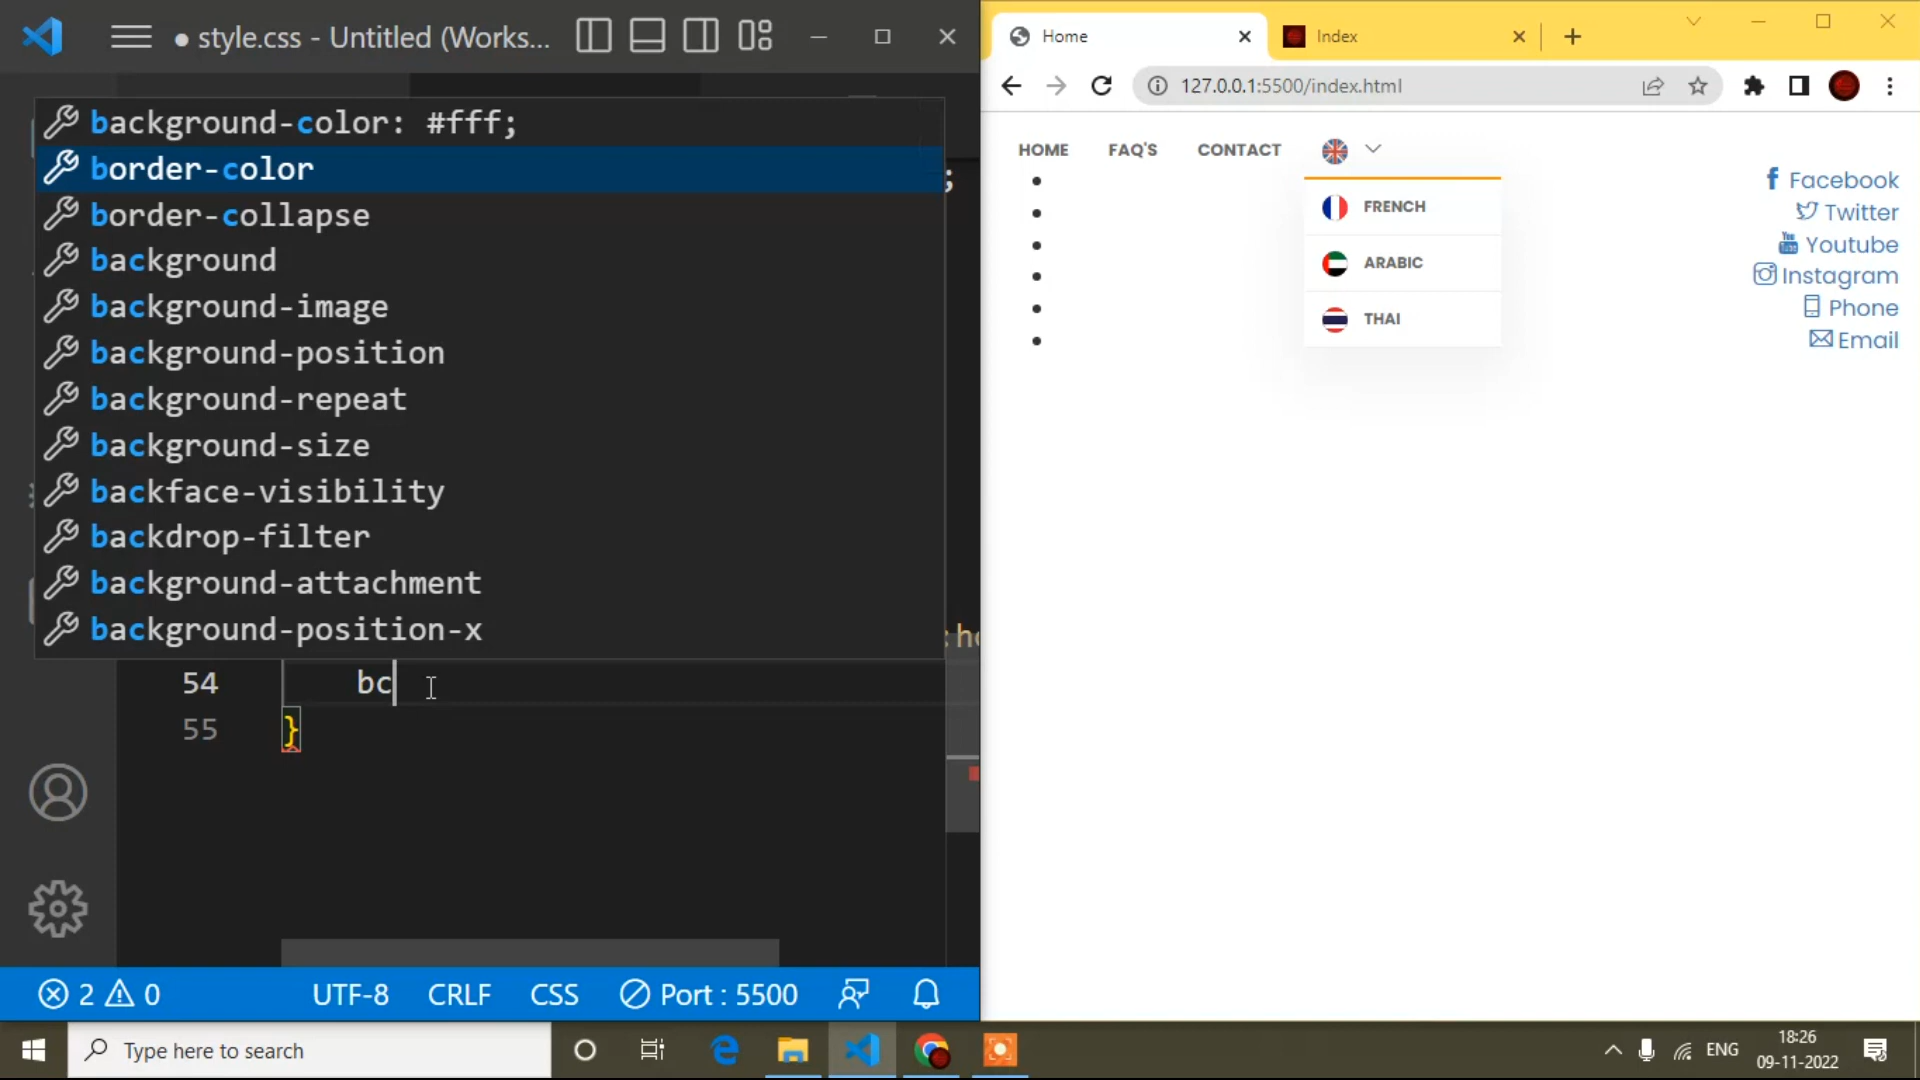 ● style.css - Untitled (Works...
background-color: #fff;
border-color
border-collapse
background
background-image
background-position
background-repeat
background-size
backface-visibility
backdrop-filter
background-attachment
background-position-x
;
:ho
54 bc
55 }
2 0 UTF-8 CRLF CSS Port : 5500
Home
Index
127.0.0.1:5500/index.html
HOME FAQ'S CONTACT
FRENCH
ARABIC
THAI
Facebook
Twitter
Youtube
Instagram
Phone
Email
Type here to search
ENG
18:26
09-11-2022